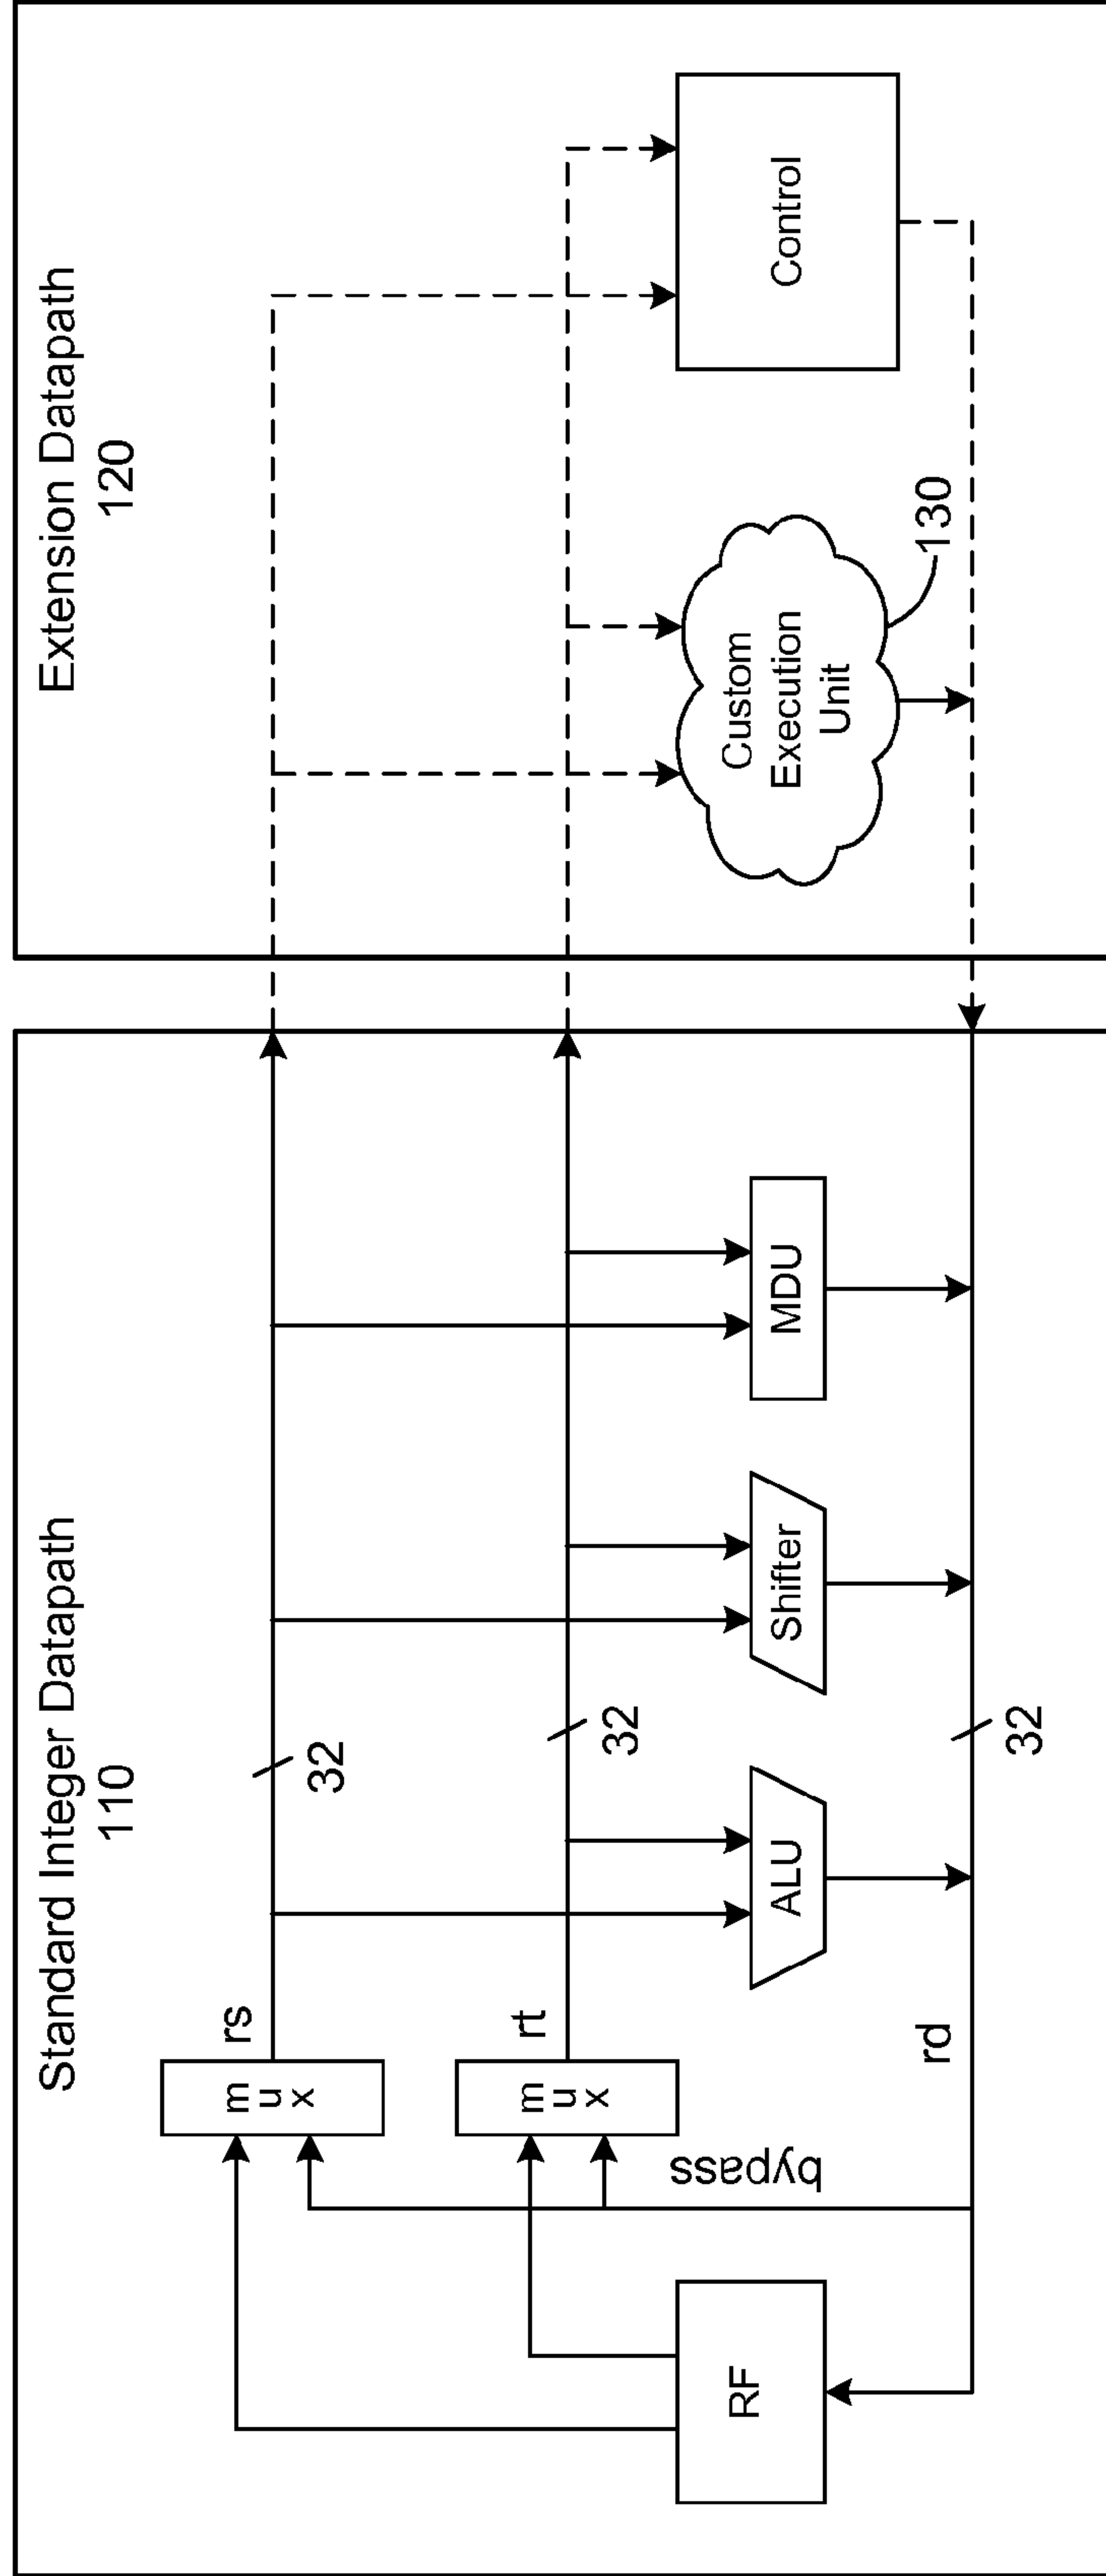 Standard Integer Datapath
110
Extension Datapath
120
mux
rs
32
mux
rt
32
bypass
RF
ALU
Shifter
MDU
rd
32
Custom
Execution
Unit
130
Control